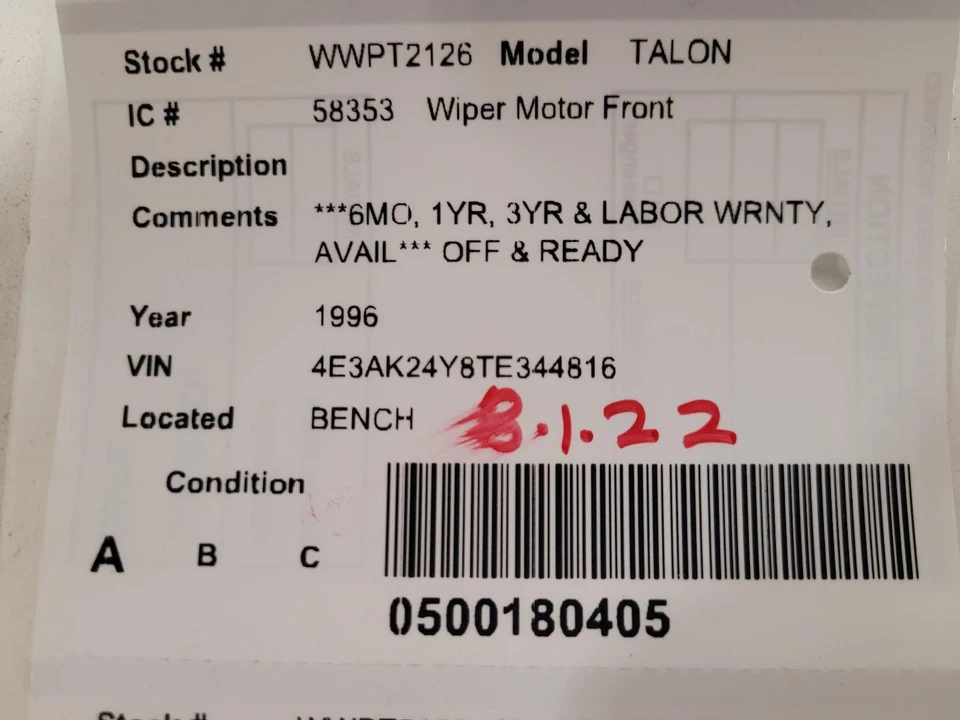 Stock # WWPT2126 Model TALON
IC # 58353 Wiper Motor Front
Description
Comments ***6MO, 1YR, 3YR & LABOR WRNTY,
AVAIL*** OFF & READY
Year 1996
VIN 4E3AK24Y8TE344816
Located BENCH 8.1.22
Condition
A B C
0500180405
Stock#